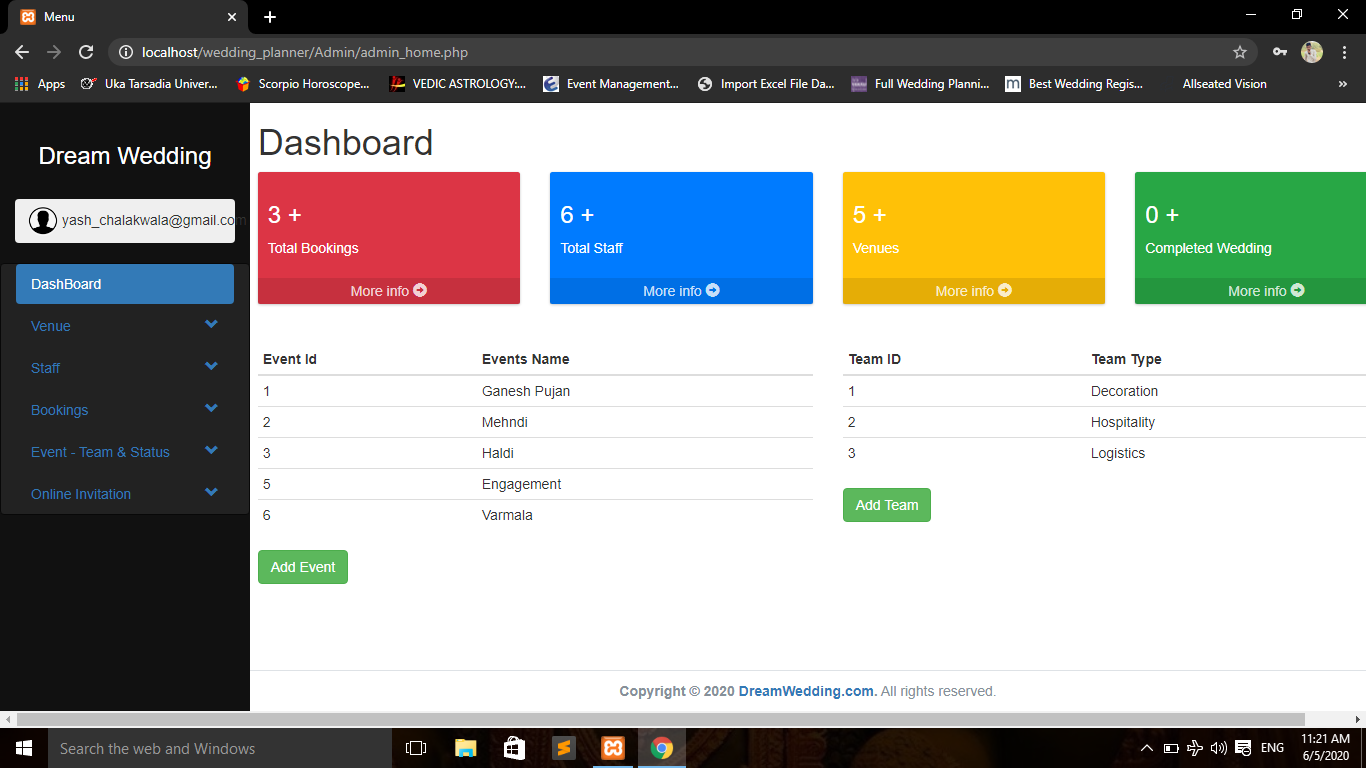 Menu
localhost/wedding_planner/Admin/admin_home.php
Apps Uka Tarsadia Univer... Scorpio Horoscope... VEDIC ASTROLOGY:... Event Management... Import Excel File Da... Full Wedding Planni... Best Wedding Regis... Allseated Vision »
Dream Wedding
yash_chalakwala@gmail.com
DashBoard
Venue
Staff
Bookings
Event - Team & Status
Online Invitation
Dashboard
3 +
Total Bookings
More info
6 +
Total Staff
More info
5 +
Venues
More info
0 +
Completed Wedding
More info
Event Id Events Name
1 Ganesh Pujan
2 Mehndi
3 Haldi
5 Engagement
6 Varmala
Add Event
Team ID Team Type
1 Decoration
2 Hospitality
3 Logistics
Add Team
Copyright © 2020 DreamWedding.com. All rights reserved.
Search the web and Windows
ENG
11:21 AM
6/5/2020